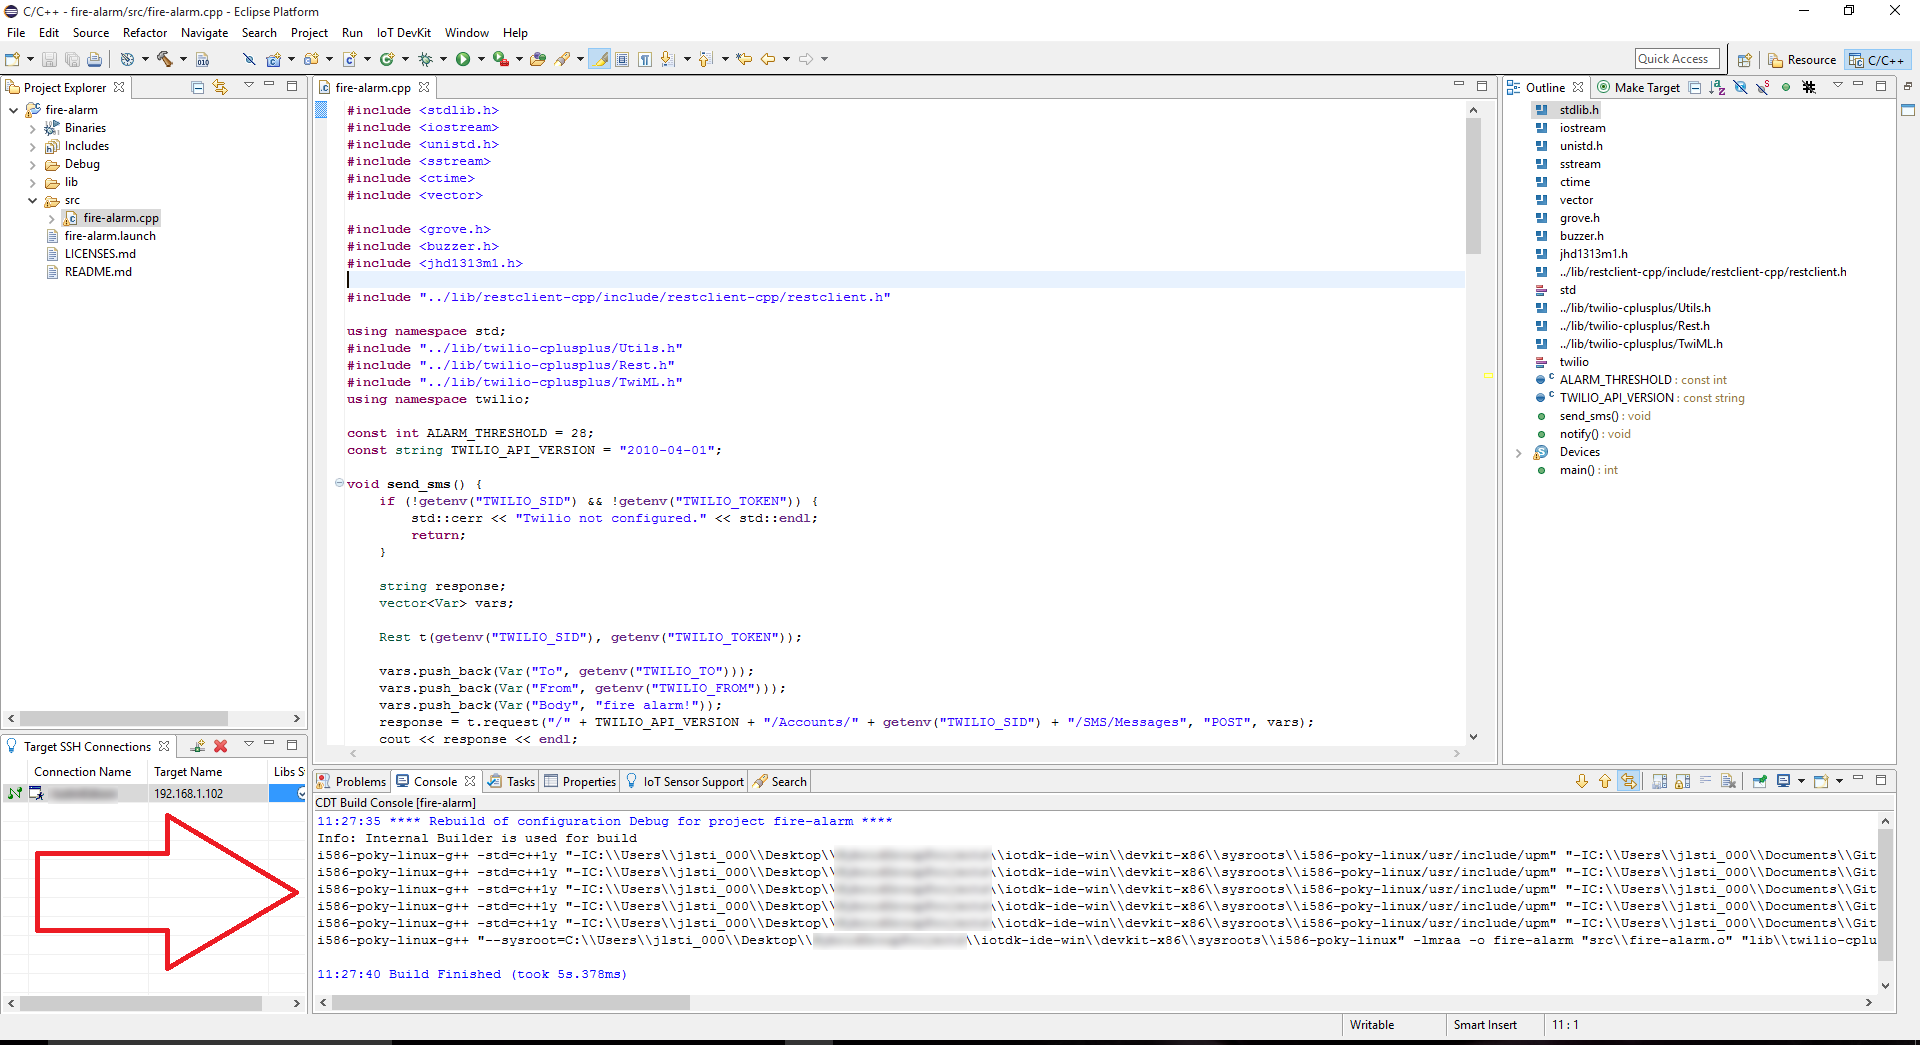 C/C++ - fire-alarm/src/fire-alarm.cpp - Eclipse Platform
File Edit Source Refactor Navigate Search Project Run IoT DevKit Window Help
Quick Access
Resource
C/C++
Project Explorer
fire-alarm
Binaries
Includes
Debug
lib
src
fire-alarm.cpp
fire-alarm.launch
LICENSES.md
README.md
fire-alarm.cpp
#include <stdlib.h>
#include <iostream>
#include <unistd.h>
#include <sstream>
#include <ctime>
#include <vector>
#include <grove.h>
#include <buzzer.h>
#include <jhd1313m1.h>
#include "../lib/restclient-cpp/include/restclient-cpp/restclient.h"
using namespace std;
#include "../lib/twilio-cplusplus/Utils.h"
#include "../lib/twilio-cplusplus/Rest.h"
#include "../lib/twilio-cplusplus/TwiML.h"
using namespace twilio;
const int ALARM_THRESHOLD = 28;
const string TWILIO_API_VERSION = "2010-04-01";
void send_sms() {
if (!getenv("TWILIO_SID") && !getenv("TWILIO_TOKEN")) {
std::cerr << "Twilio not configured." << std::endl;
return;
}
string response;
vector<Var> vars;
Rest t(getenv("TWILIO_SID"), getenv("TWILIO_TOKEN"));
vars.push_back(Var("To", getenv("TWILIO_TO")));
vars.push_back(Var("From", getenv("TWILIO_FROM")));
vars.push_back(Var("Body", "fire alarm!"));
response = t.request("/" + TWILIO_API_VERSION + "/Accounts/" + getenv("TWILIO_SID") + "/SMS/Messages", "POST", vars);
cout << response << endl;
Outline
Make Target
stdlib.h
iostream
unistd.h
sstream
ctime
vector
grove.h
buzzer.h
jhd1313m1.h
../lib/restclient-cpp/include/restclient-cpp/restclient.h
std
../lib/twilio-cplusplus/Utils.h
../lib/twilio-cplusplus/Rest.h
../lib/twilio-cplusplus/TwiML.h
twilio
ALARM_THRESHOLD : const int
TWILIO_API_VERSION : const string
send_sms() : void
notify() : void
Devices
main() : int
Target SSH Connections
Connection Name Target Name Libs S
192.168.1.102
Problems Console Tasks Properties IoT Sensor Support Search
CDT Build Console [fire-alarm]
11:27:35 **** Rebuild of configuration Debug for project fire-alarm ****
Info: Internal Builder is used for build
i586-poky-linux-g++ -std=c++1y "-IC:\\Users\\jlsti_000\\Desktop\\ \\iotdk-ide-win\\devkit-x86\\sysroots\\i586-poky-linux/usr/include/upm" "-IC:\\Users\\jlsti_000\\Documents\\Git
i586-poky-linux-g++ -std=c++1y "-IC:\\Users\\jlsti_000\\Desktop\\ \\iotdk-ide-win\\devkit-x86\\sysroots\\i586-poky-linux/usr/include/upm" "-IC:\\Users\\jlsti_000\\Documents\\Git
i586-poky-linux-g++ -std=c++1y "-IC:\\Users\\jlsti_000\\Desktop\\ \\iotdk-ide-win\\devkit-x86\\sysroots\\i586-poky-linux/usr/include/upm" "-IC:\\Users\\jlsti_000\\Documents\\Git
i586-poky-linux-g++ -std=c++1y "-IC:\\Users\\jlsti_000\\Desktop\\ \\iotdk-ide-win\\devkit-x86\\sysroots\\i586-poky-linux/usr/include/upm" "-IC:\\Users\\jlsti_000\\Documents\\Git
i586-poky-linux-g++ -std=c++1y "-IC:\\Users\\jlsti_000\\Desktop\\ \\iotdk-ide-win\\devkit-x86\\sysroots\\i586-poky-linux/usr/include/upm" "-IC:\\Users\\jlsti_000\\Documents\\Git
i586-poky-linux-g++ "--sysroot=C:\\Users\\jlsti_000\\Desktop\\ \\iotdk-ide-win\\devkit-x86\\sysroots\\i586-poky-linux" -lmraa -o fire-alarm "src\\fire-alarm.o" "lib\\twilio-cplu
11:27:40 Build Finished (took 5s.378ms)
Writable
Smart Insert
11 : 1